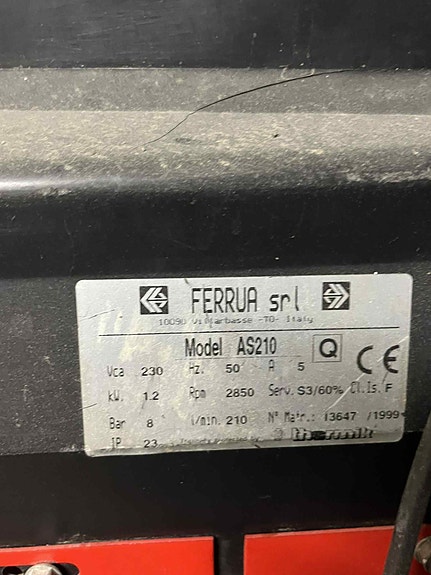 FERRUA srl
10090 Villarbasse -TO- Italy
Model AS210 Q CE
Vca 230 Hz. 50 A 5
kW. 1.2 Rpm 2850 Serv. S3/60% Cl.Is. F
Bar 8 l/min. 210 N° Matr.: 13647 /1999
IP 23